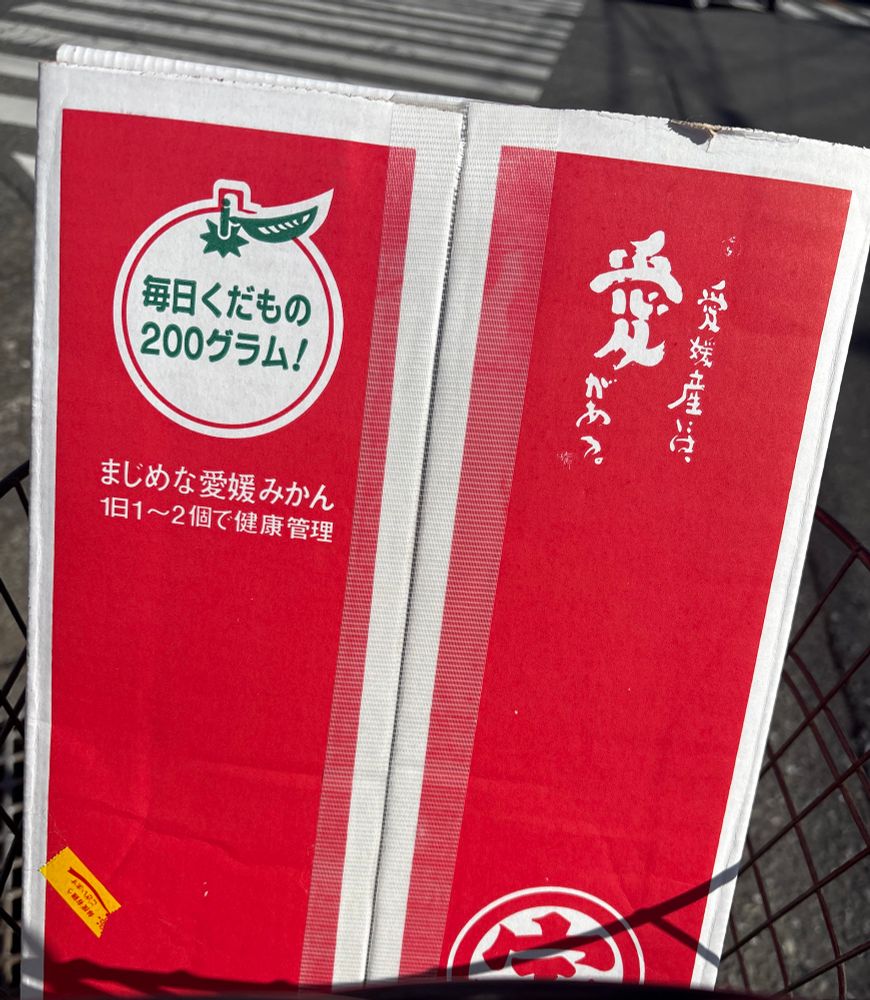 毎日くだもの
200グラム!
まじめな愛媛みかん
1日1〜2個で健康管理
愛媛産には、
愛
がある。